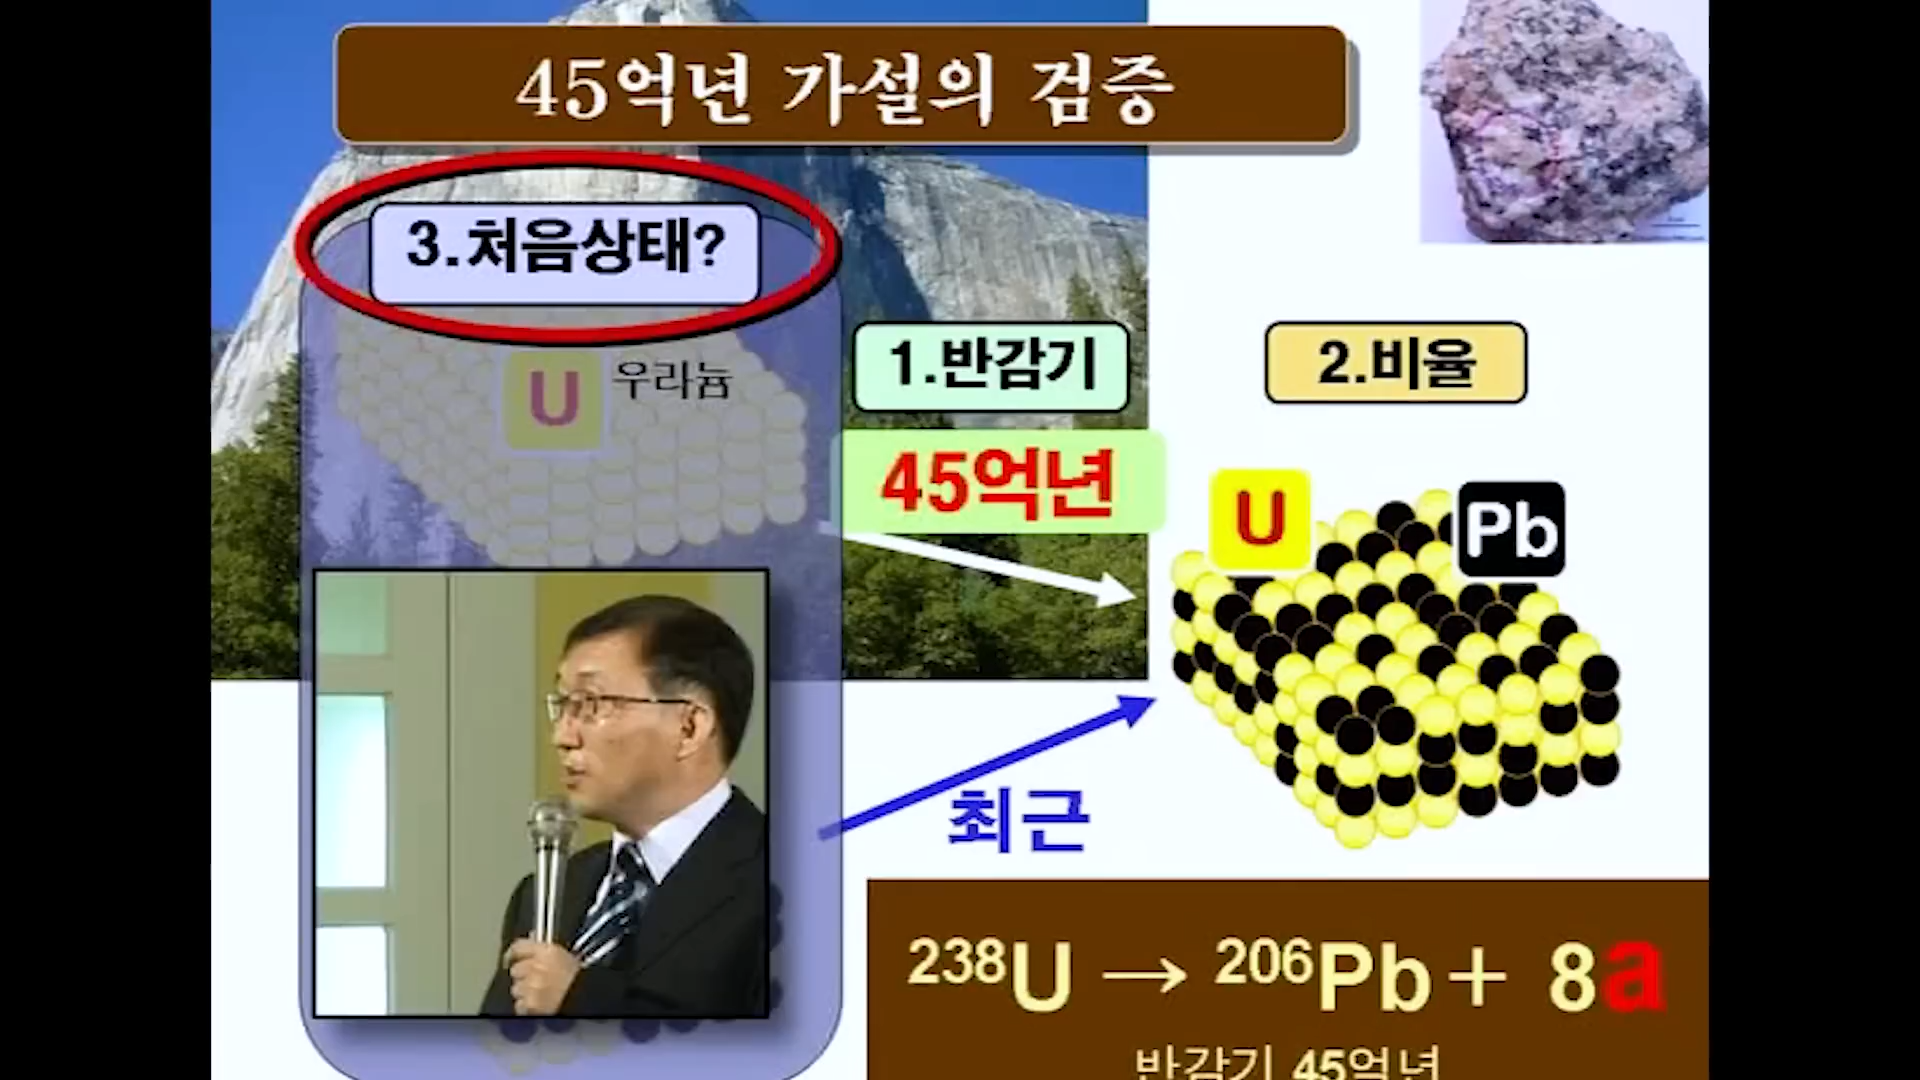 45억년 가설의 검증
3.처음상태?
U 우라늄
1.반감기
2.비율
45억년
U
Pb
최근
²³⁸U → ²⁰⁶Pb + 8a
반감기 45억년